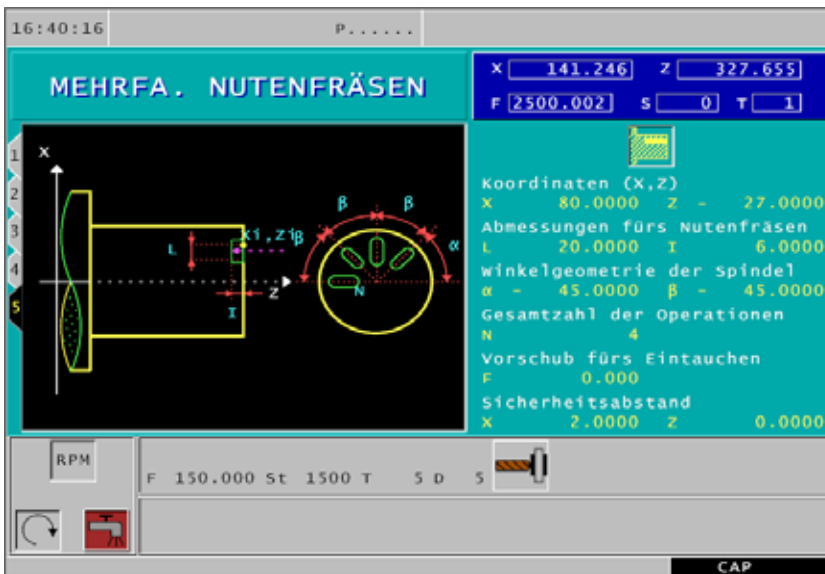 16:40:16 P......
MEHRFA. NUTENFRÄSEN
X 141.246 Z 327.655
F 2500.002 S 0 T 1
1
2
3
4
5
X
L
Xi,Zi
β
Z
I
β β
α
N
Koordinaten (X,Z)
X 80.0000 Z - 27.0000
Abmessungen fürs Nutenfräsen
L 20.0000 I 6.0000
Winkelgeometrie der Spindel
α - 45.0000 β - 45.0000
Gesamtzahl der Operationen
N 4
Vorschub fürs Eintauchen
F 0.000
Sicherheitsabstand
X 2.0000 Z 0.0000
RPM
F 150.000 St 1500 T 5 D 5
CAP